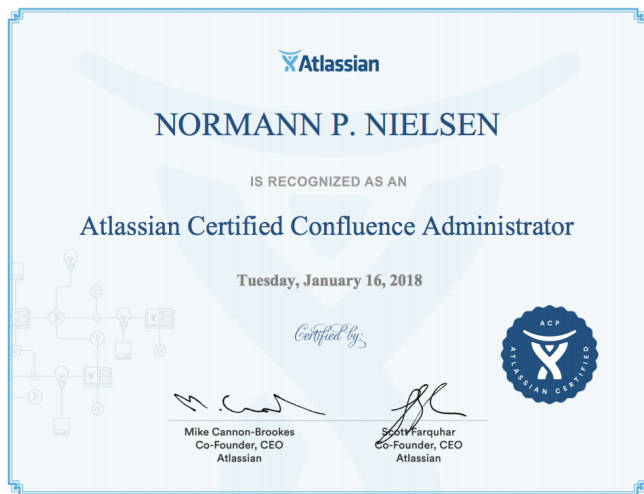 Atlassian
NORMANN P. NIELSEN
IS RECOGNIZED AS AN
Atlassian Certified Confluence Administrator
Tuesday, January 16, 2018
Certified by:
ACP
ATLASSIAN CERTIFIED
Mike Cannon-Brookes
Co-Founder, CEO
Atlassian
Scott Farquhar
Co-Founder, CEO
Atlassian